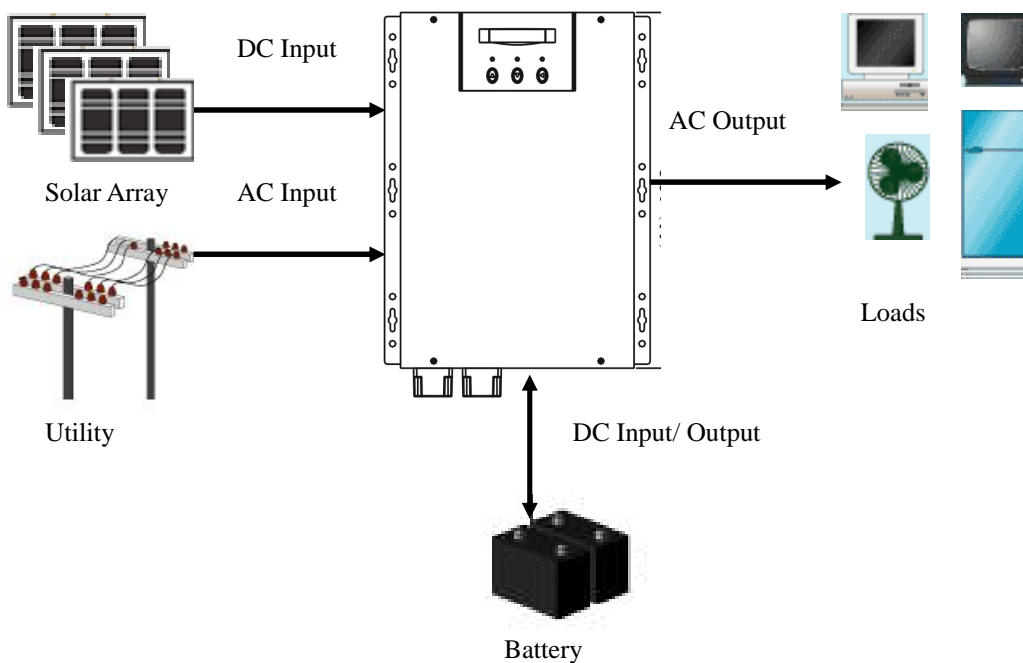 DC Input
AC Output
Solar Array
AC Input
Loads
Utility
DC Input/ Output
Battery